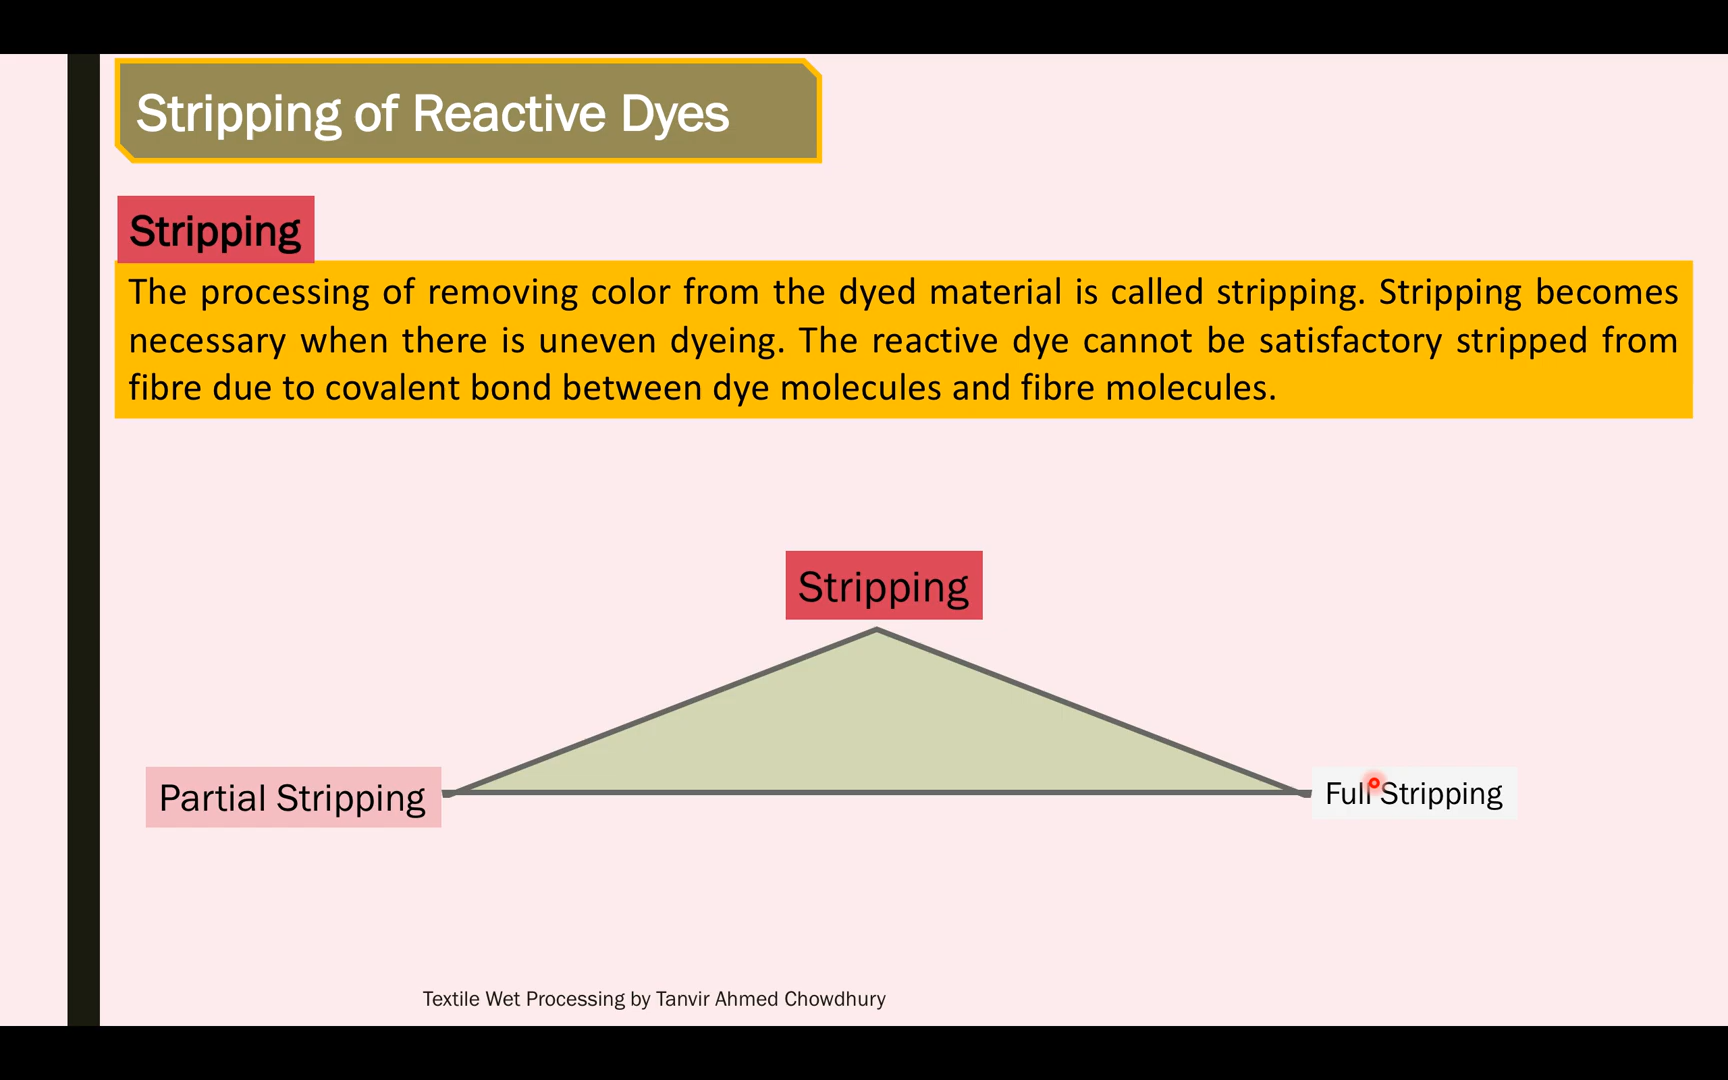 Stripping of Reactive Dyes
Stripping
The processing of removing color from the dyed material is called stripping. Stripping becomes
necessary when there is uneven dyeing. The reactive dye cannot be satisfactory stripped from
fibre due to covalent bond between dye molecules and fibre molecules.
Stripping
Partial Stripping
Full Stripping
Textile Wet Processing by Tanvir Ahmed Chowdhury